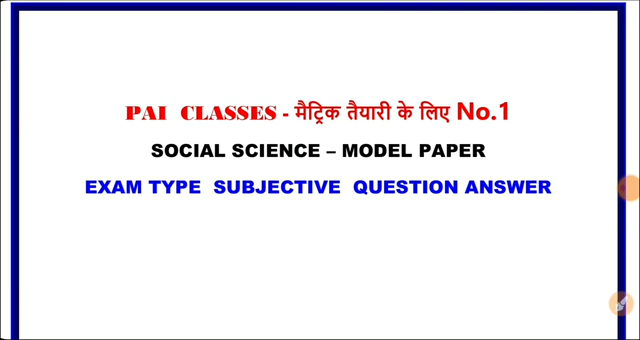 PAI CLASSES - मैट्रिक तैयारी के लिए No.1
SOCIAL SCIENCE – MODEL PAPER
EXAM TYPE SUBJECTIVE QUESTION ANSWER